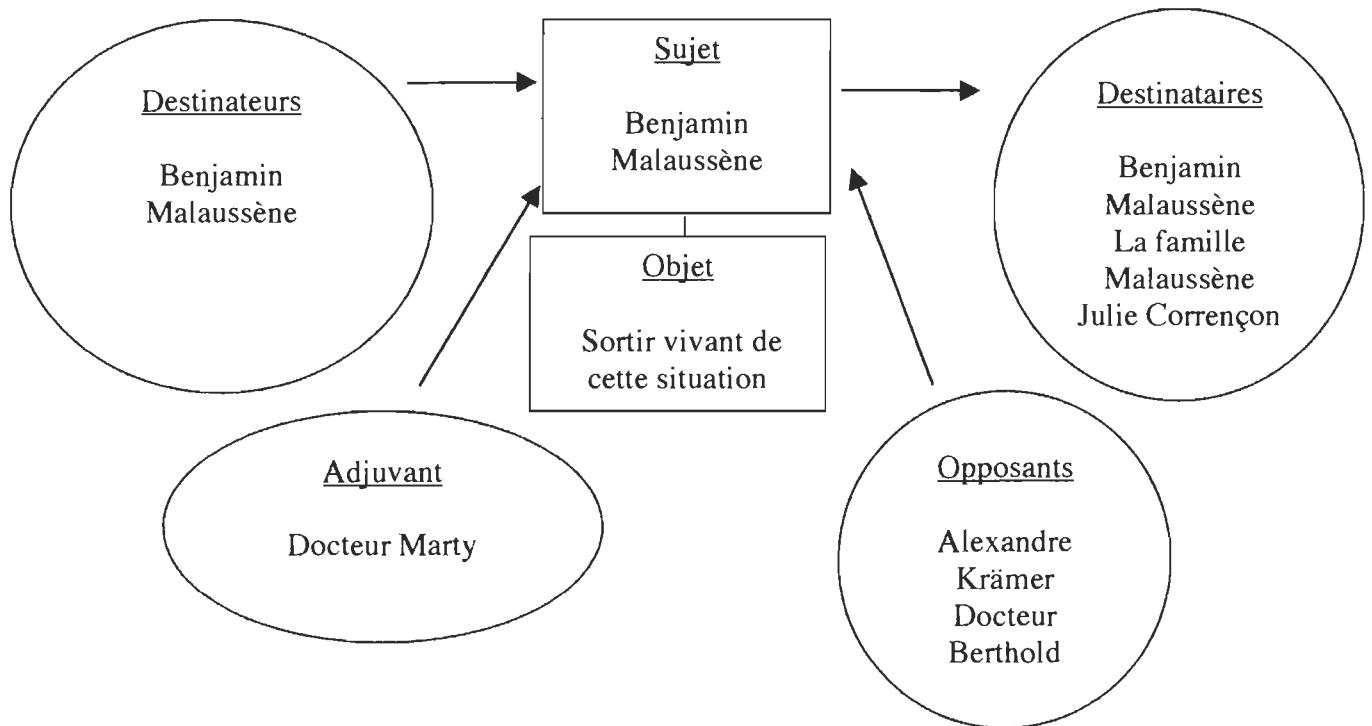 Destinateurs
Benjamin
Malaussène
Sujet
Benjamin
Malaussène
Objet
Sortir vivant de
cette situation
Destinataires
Benjamin
Malaussène
La famille
Malaussène
Julie Corrençon
Adjuvant
Docteur Marty
Opposants
Alexandre
Krämer
Docteur
Berthold